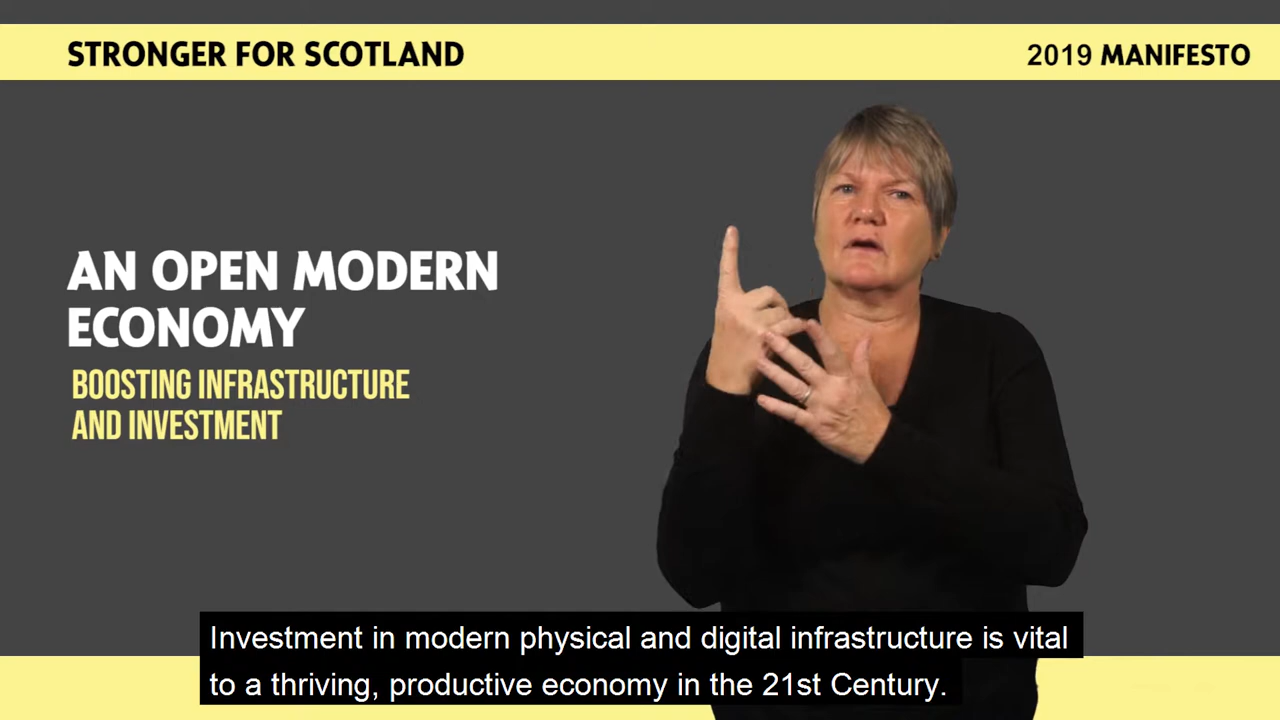 STRONGER FOR SCOTLAND
2019 MANIFESTO
AN OPEN MODERN
ECONOMY
BOOSTING INFRASTRUCTURE
AND INVESTMENT
Investment in modern physical and digital infrastructure is vital
to a thriving, productive economy in the 21st Century.